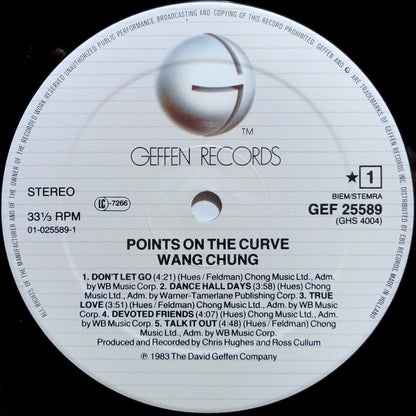 ALL RIGHTS OF THE MANUFACTURER AND OF THE OWNER OF THE RECORDED WORK RESERVED UNAUTHORIZED PUBLIC PERFORMANCE, BROADCASTING AND COPYING OF THIS RECORD PROHIBITED. GEFFEN AND G ARE TRADEMARKS OF GEFFEN RECORDS INC. DISTRIBUTED BY CBS RECORDS. MADE IN HOLLAND
G
TM
GEFFEN RECORDS
STEREO
LC -7266
★ 1
BIEM/STEMRA
33⅓ RPM
GEF 25589
01-025589-1
(GHS 4004)
POINTS ON THE CURVE
WANG CHUNG
1. DON'T LET GO (4:21) (Hues / Feldman) Chong Music Ltd., Adm.
by WB Music Corp. 2. DANCE HALL DAYS (3:58) (Hues / Feldman)
Chong Music Ltd., Adm. by Warner-Tamerlane Publishing Corp. 3. TRUE
LOVE (3:51) (Hues / Feldman) Chong Music Ltd., Adm. by WB Music
Corp. 4. DEVOTED FRIENDS (4:07) (Hues / Feldman) Chong Music Ltd., Adm.
by WB Music Corp. 5. TALK IT OUT (4:48) (Hues / Feldman) Chong Music
Ltd., Adm. by WB Music Corp.
Produced and Recorded by Chris Hughes and Ross Cullum
℗ 1983 The David Geffen Company